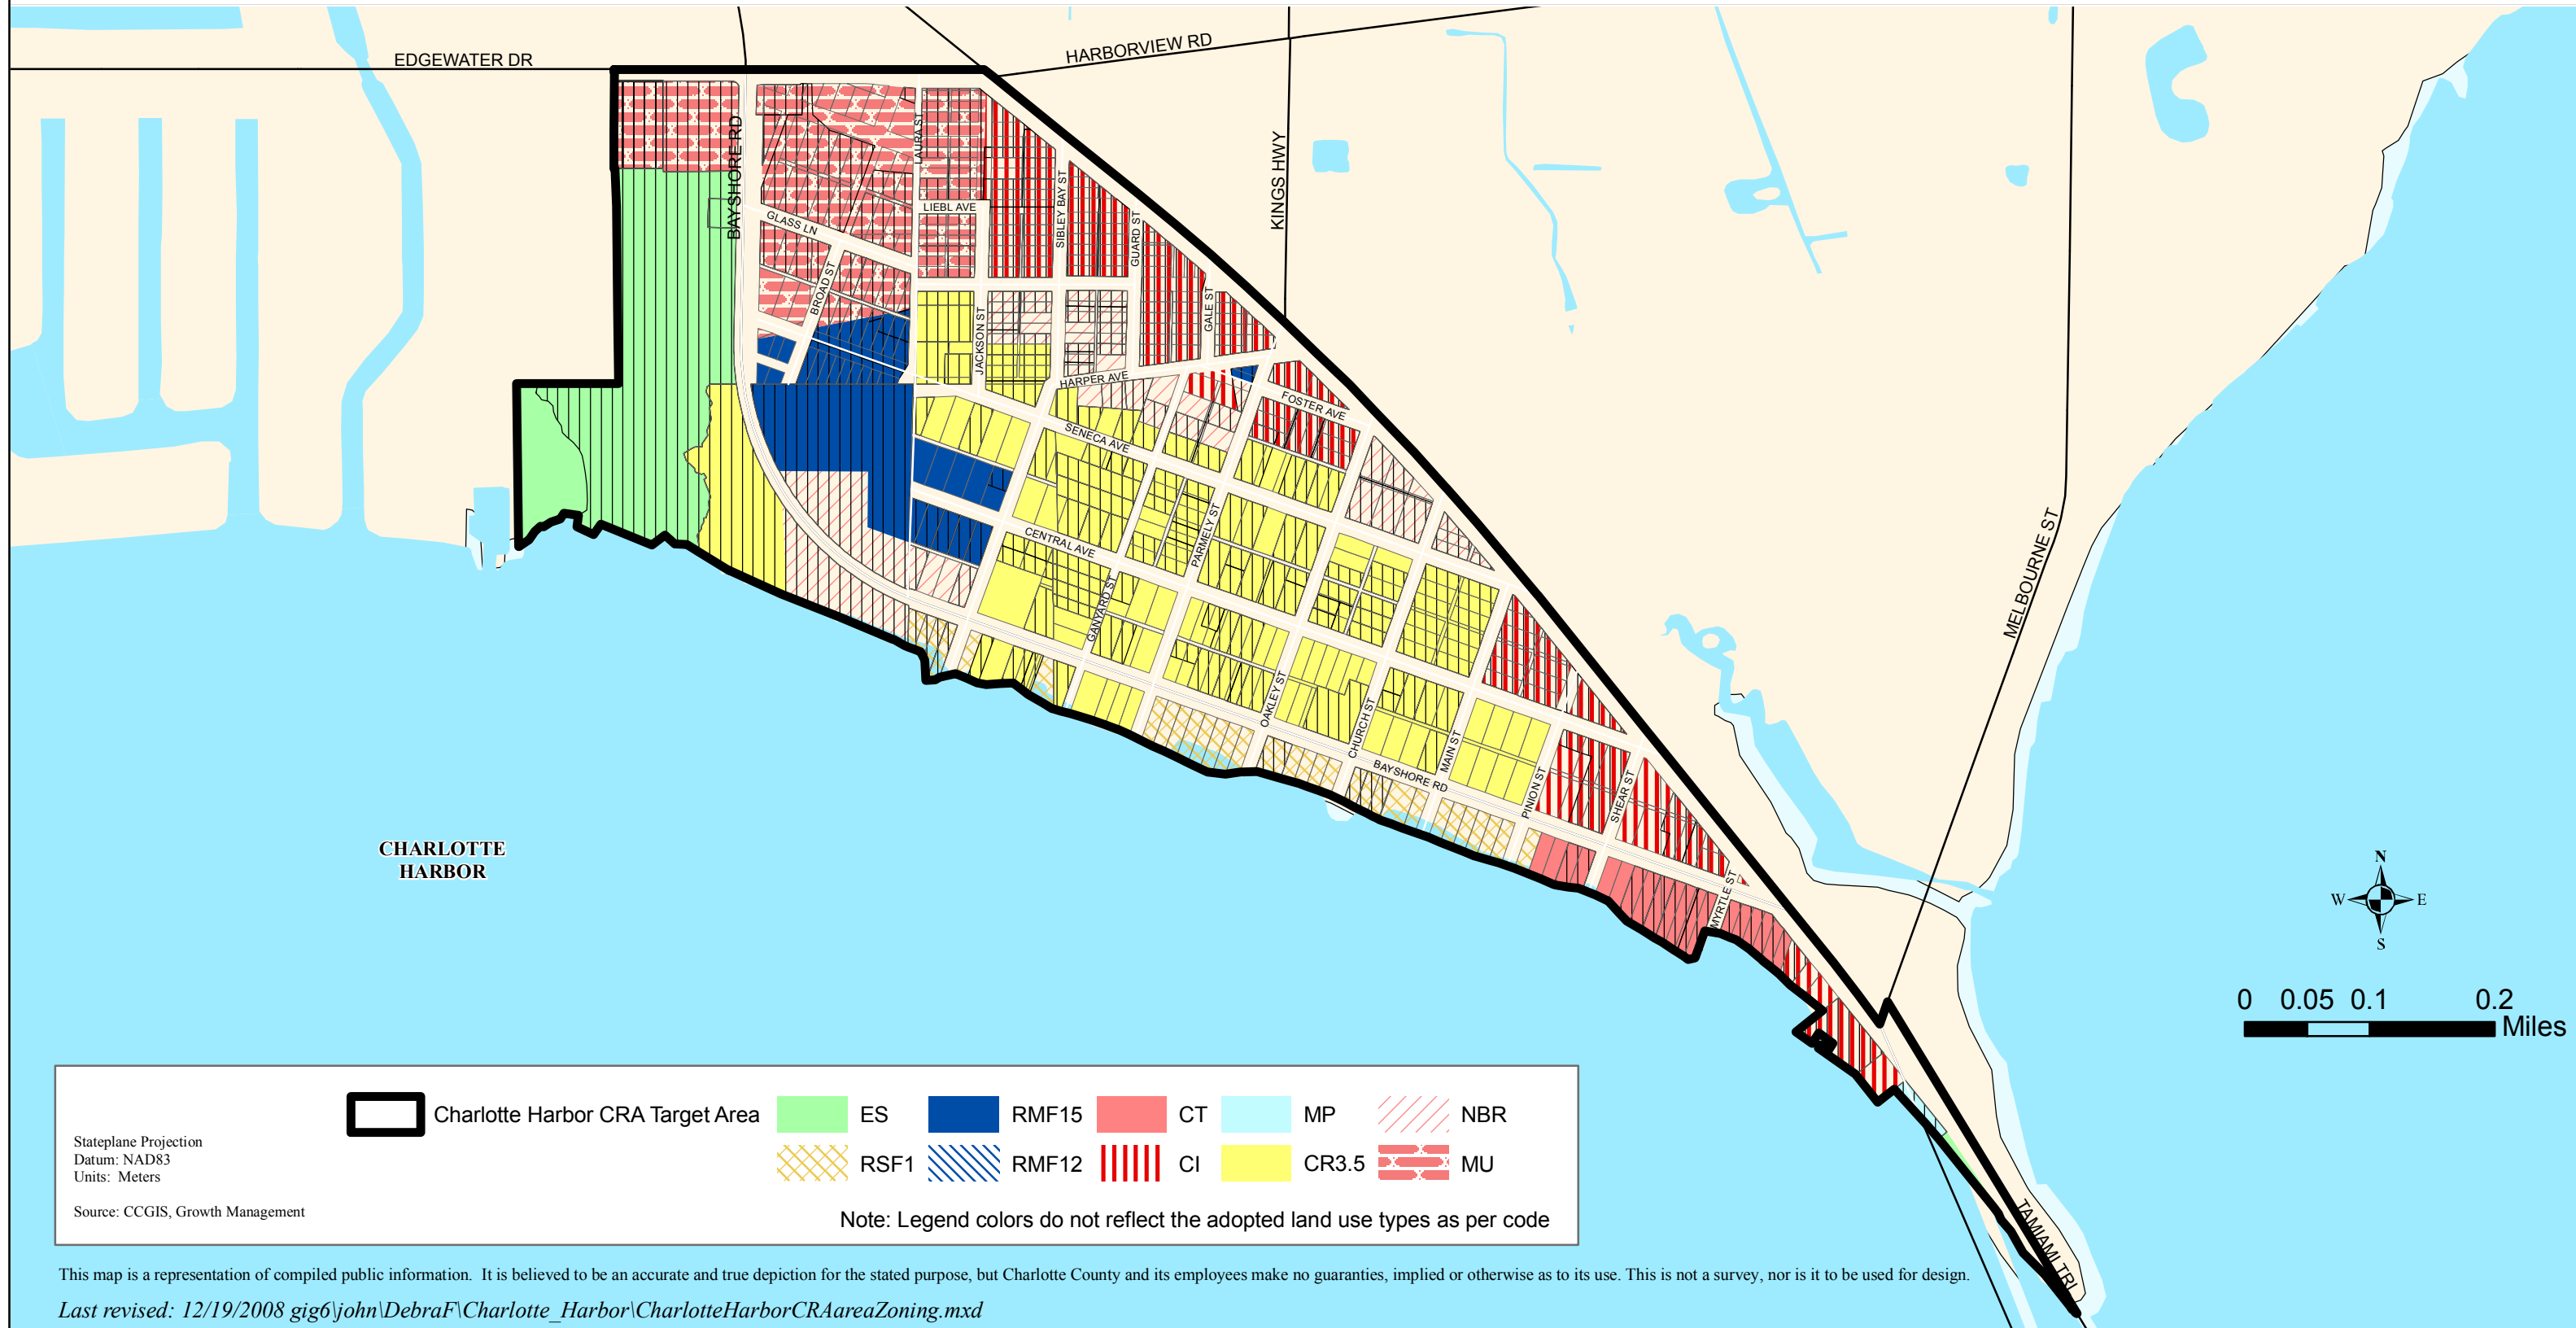 EDGEWATER DR
HARBORVIEW RD
BAYSHORE RD
LAURA ST
LIEBL AVE
GLASS LN
BROAD ST
SIBLEY BAY ST
GUARD ST
GALE ST
KINGS HWY
JACKSON ST
HARPER AVE
FOSTER AVE
SENECA AVE
CENTRAL AVE
PARMELY ST
GANYARD ST
OAKLEY ST
CHURCH ST
MAIN ST
BAYSHORE RD
PINION ST
SHEAR ST
MYRTLE ST
MELBOURNE ST
TAMIAMI TRL
CHARLOTTE
HARBOR
N
W E
S
0 0.05 0.1 0.2
Miles
Charlotte Harbor CRA Target Area
ES RMF15 CT MP NBR
RSF1 RMF12 CI CR3.5 MU
Stateplane Projection
Datum: NAD83
Units: Meters
Source: CCGIS, Growth Management
Note: Legend colors do not reflect the adopted land use types as per code
This map is a representation of compiled public information. It is believed to be an accurate and true depiction for the stated purpose, but Charlotte County and its employees make no guaranties, implied or otherwise as to its use. This is not a survey, nor is it to be used for design.
Last revised: 12/19/2008 gig6\john\DebraF\Charlotte_Harbor\CharlotteHarborCRAareaZoning.mxd